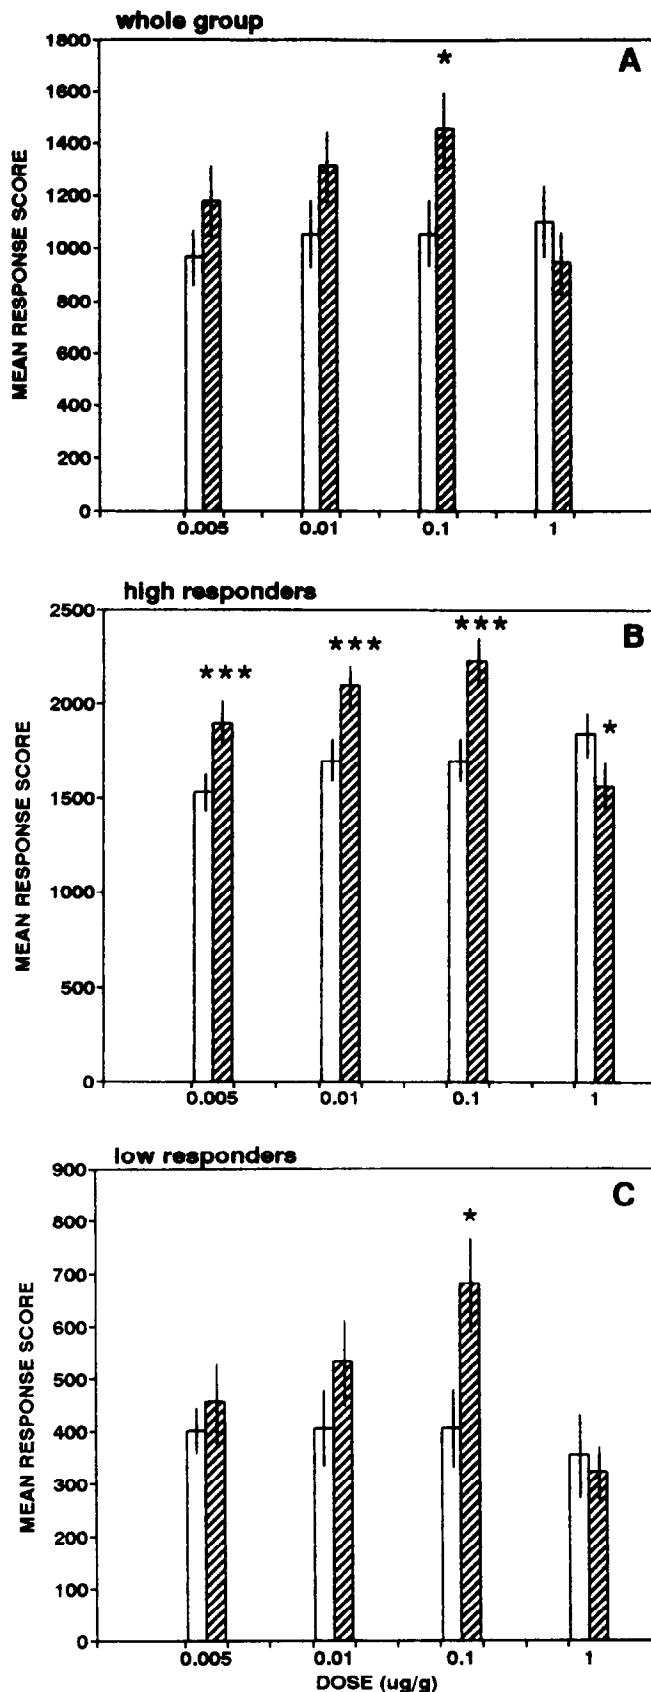 whole group
A
*
MEAN RESPONSE SCORE
1800
1600
1400
1200
1000
800
600
400
200
0
0.005 0.01 0.1 1
high responders
B
*** *** *** *
MEAN RESPONSE SCORE
2500
2000
1500
1000
500
0
0.005 0.01 0.1 1
low responders
C
*
MEAN RESPONSE SCORE
900
800
700
600
500
400
300
200
100
0
0.005 0.01 0.1 1
DOSE (ug/g)